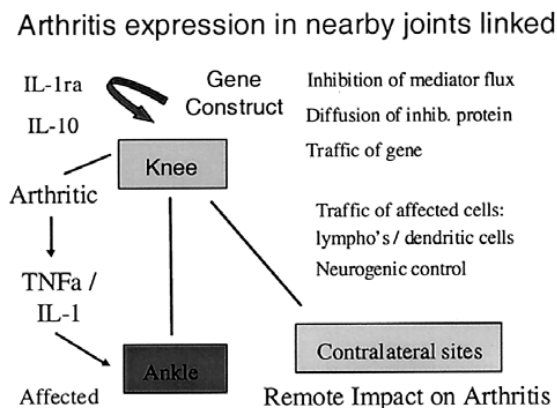 Arthritis expression in nearby joints linked
IL-1ra
IL-10
Gene
Construct
Inhibition of mediator flux
Diffusion of inhib. protein
Traffic of gene
Knee
Arthritic
Traffic of affected cells:
lympho's / dendritic cells
Neurogenic control
TNFa /
IL-1
Ankle
Contralateral sites
Affected
Remote Impact on Arthritis